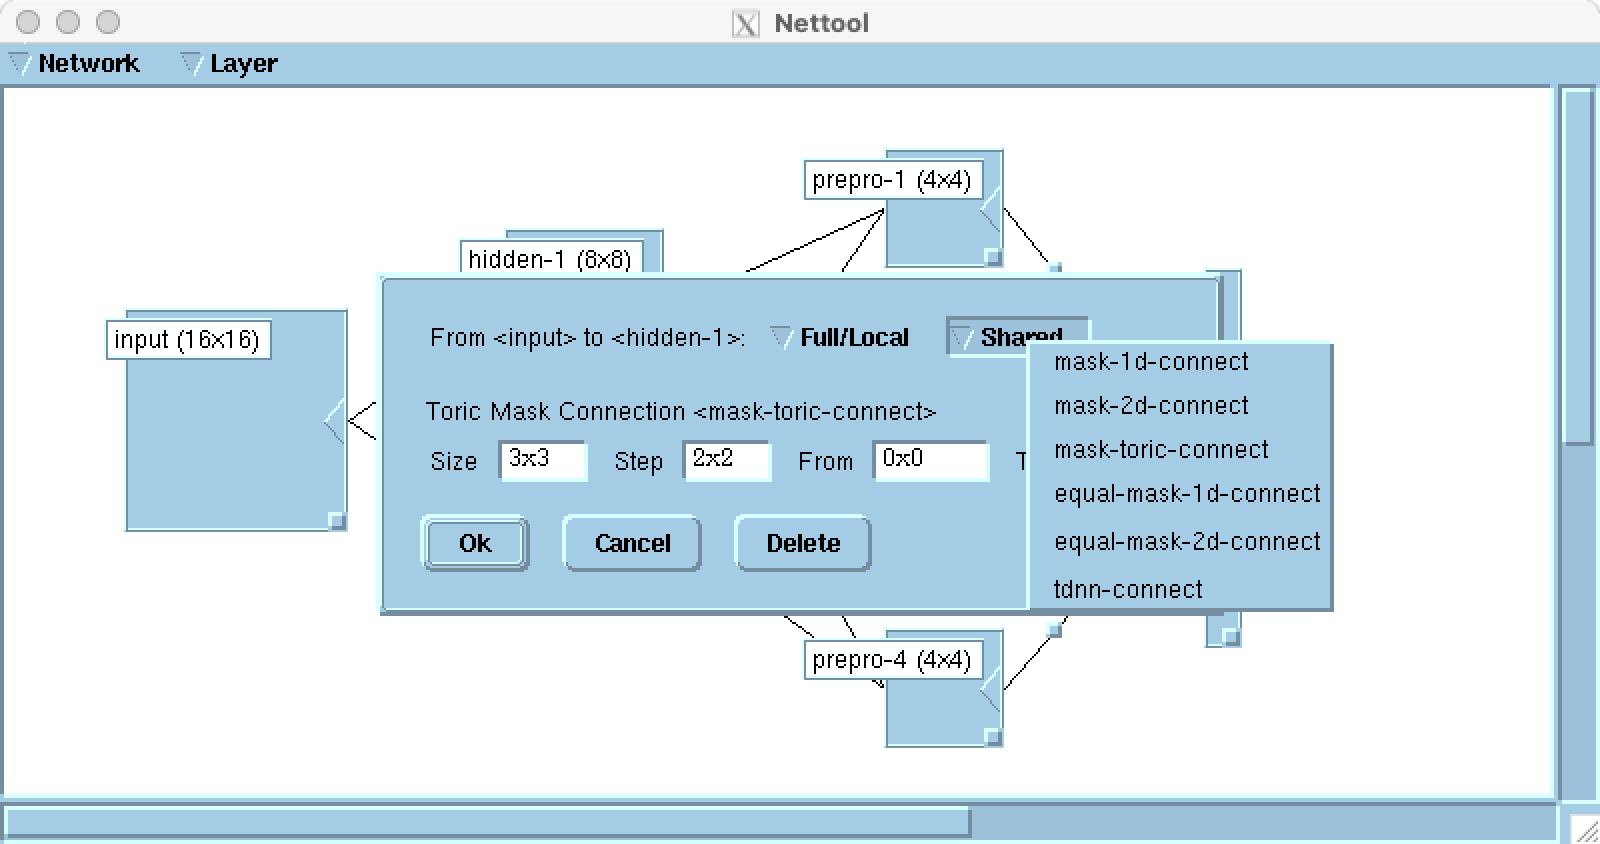 Nettool
Network Layer
prepro-1 (4x4)
hidden-1 (8x8)
input (16x16)
From <input> to <hidden-1>: Full/Local Shared
mask-1d-connect
mask-2d-connect
mask-toric-connect
equal-mask-1d-connect
equal-mask-2d-connect
tdnn-connect
Toric Mask Connection <mask-toric-connect>
Size 3x3 Step 2x2 From 0x0
Ok Cancel Delete
prepro-4 (4x4)